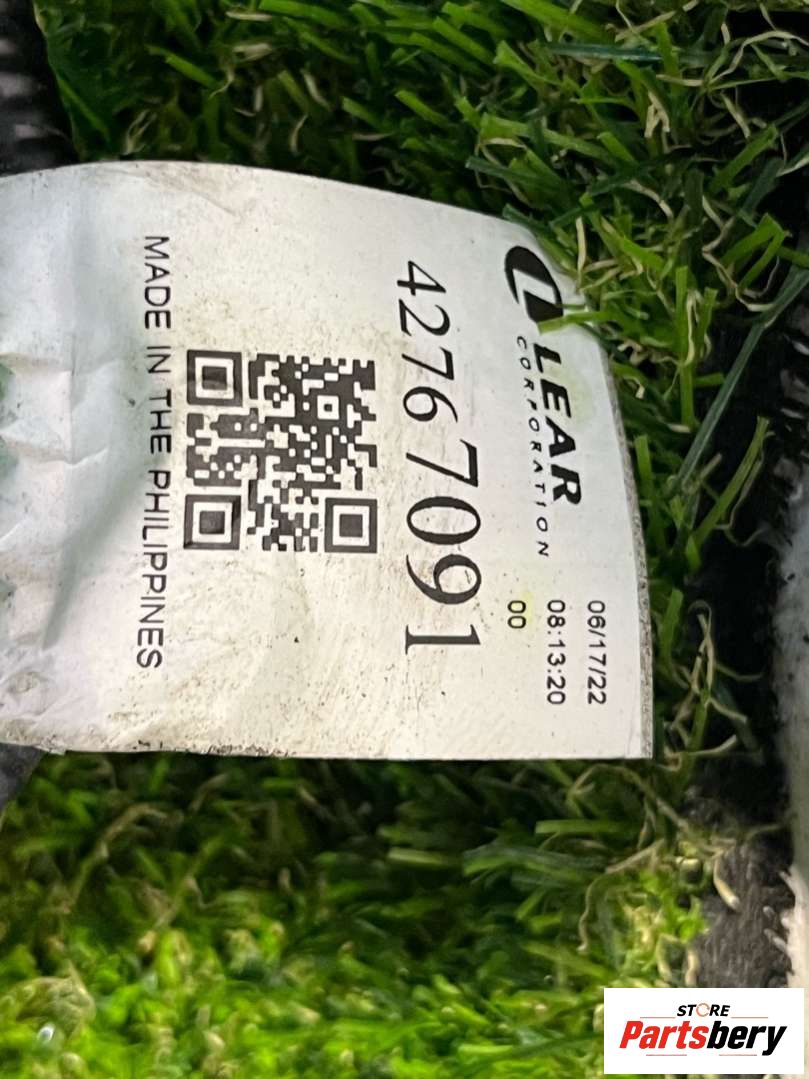 LEAR
CORPORATION
06/17/22
08:13:20
00
42767091
MADE IN THE PHILIPPINES
STORE
Partsbery